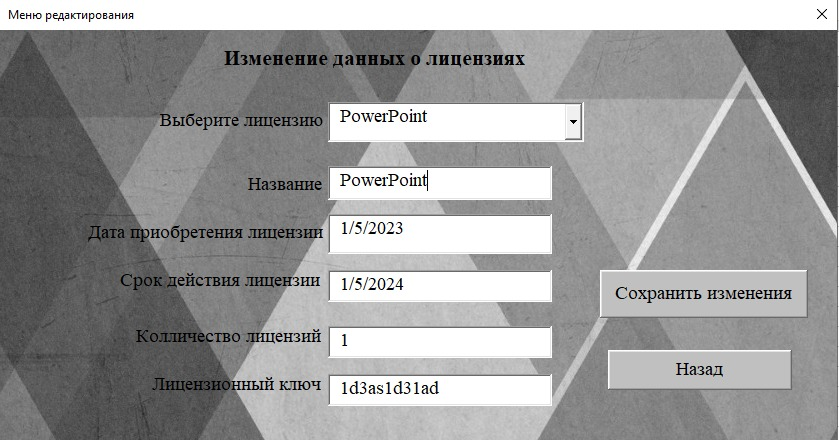 Меню редактирования
Изменение данных о лицензиях
Выберите лицензию PowerPoint
Название PowerPoint
Дата приобретения лицензии 1/5/2023
Срок действия лицензии 1/5/2024
Сохранить изменения
Колличество лицензий 1
Назад
Лицензионный ключ 1d3as1d31ad